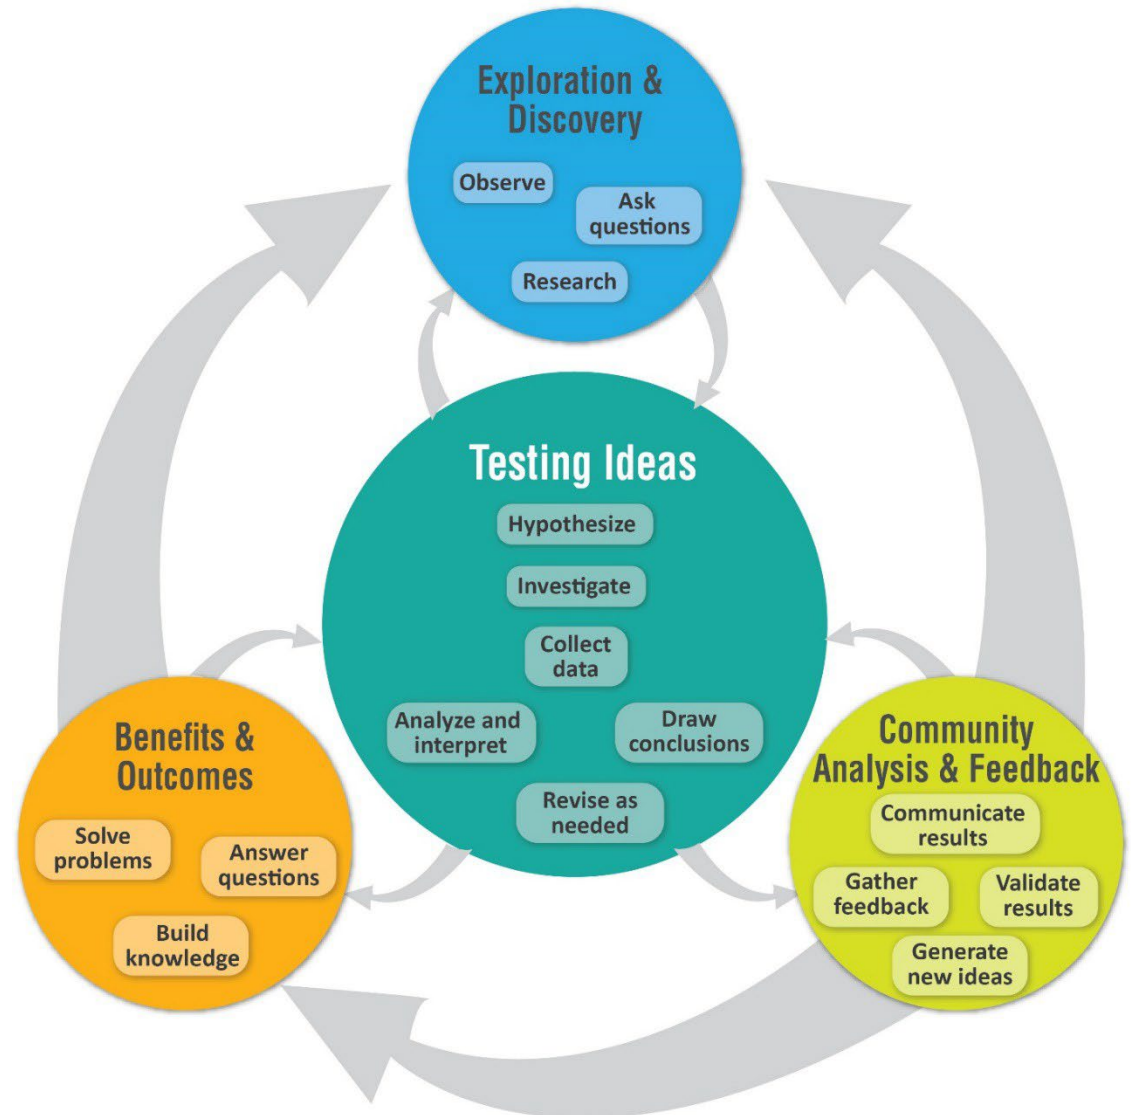 Exploration &
Discovery
Observe
Ask
questions
Research
Testing Ideas
Hypothesize
Investigate
Collect
data
Analyze and
interpret
Draw
conclusions
Revise as
needed
Benefits &
Outcomes
Solve
problems
Answer
questions
Build
knowledge
Community
Analysis & Feedback
Communicate
results
Gather
feedback
Validate
results
Generate
new ideas